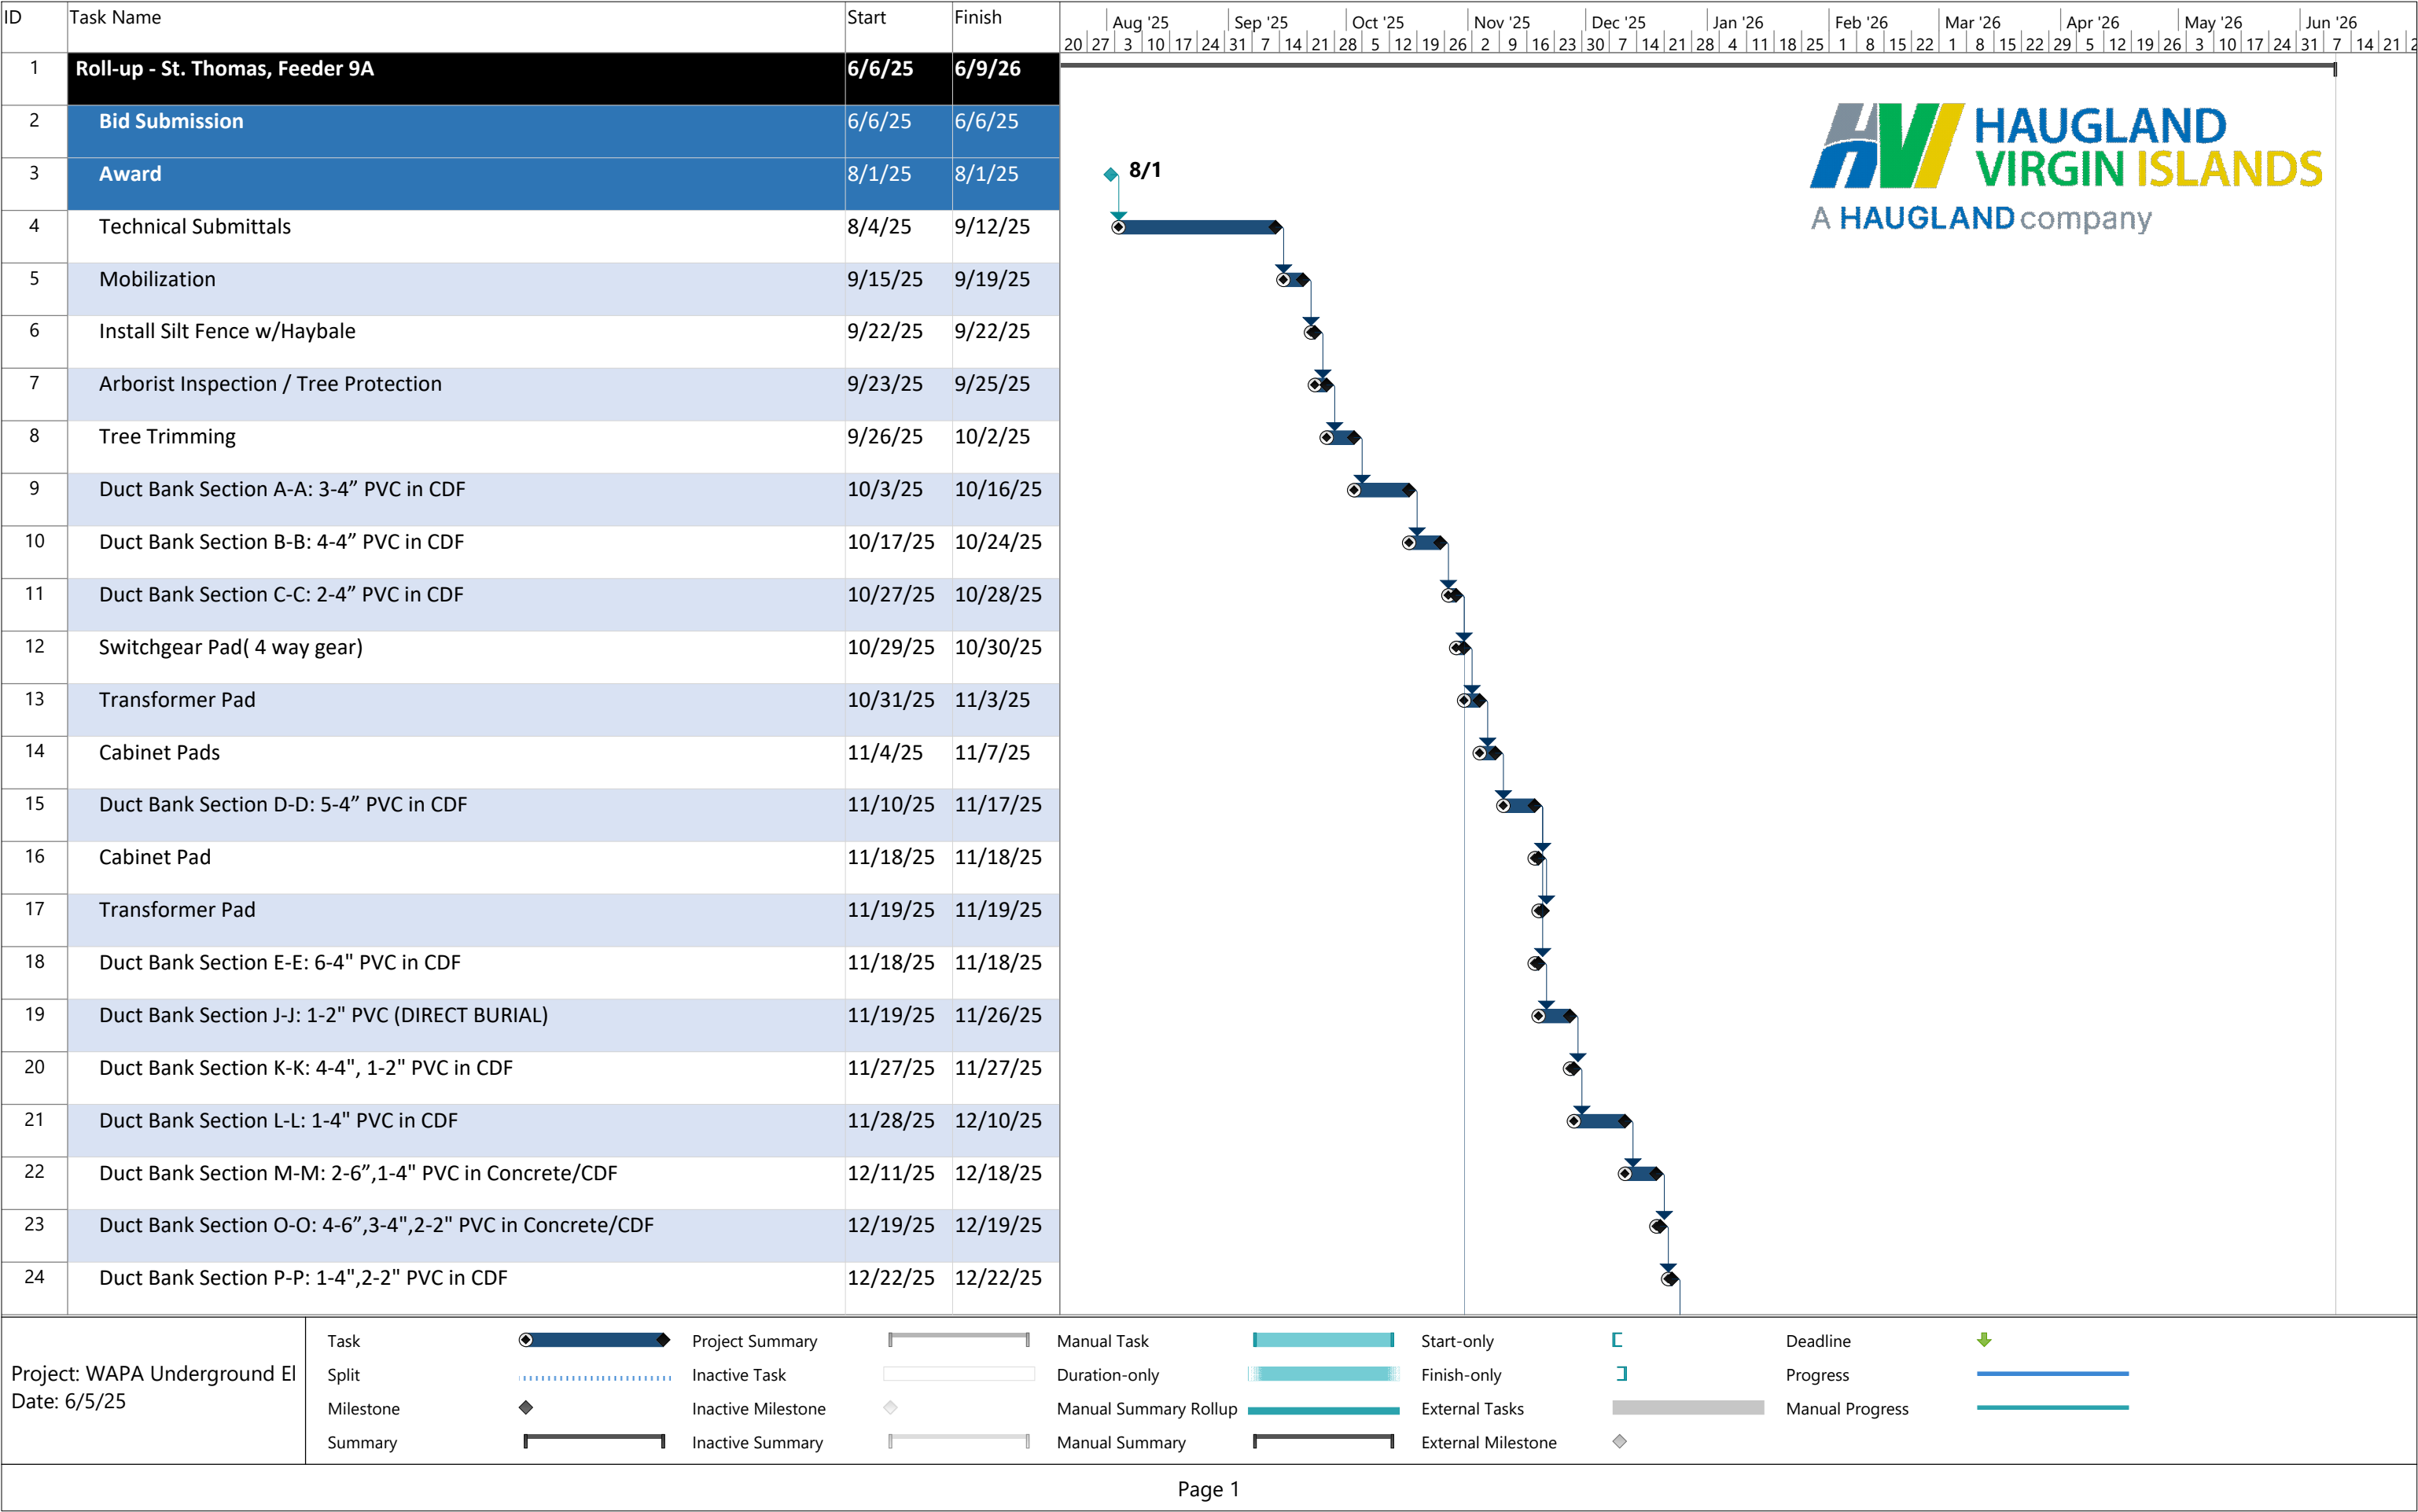 ID Task Name Start Finish
Aug '25 Sep '25 Oct '25 Nov '25 Dec '25 Jan '26 Feb '26 Mar '26 Apr '26 May '26 Jun '26
20 27 3 10 17 24 31 7 14 21 28 5 12 19 26 2 9 16 23 30 7 14 21 28 4 11 18 25 1 8 15 22 1 8 15 22 29 5 12 19 26 3 10 17 24 31 7 14 21 2
1 Roll-up - St. Thomas, Feeder 9A 6/6/25 6/9/26
2 Bid Submission 6/6/25 6/6/25
HAUGLAND
VIRGIN ISLANDS
A HAUGLAND company
3 Award 8/1/25 8/1/25 8/1
4 Technical Submittals 8/4/25 9/12/25
5 Mobilization 9/15/25 9/19/25
6 Install Silt Fence w/Haybale 9/22/25 9/22/25
7 Arborist Inspection / Tree Protection 9/23/25 9/25/25
8 Tree Trimming 9/26/25 10/2/25
9 Duct Bank Section A-A: 3-4” PVC in CDF 10/3/25 10/16/25
10 Duct Bank Section B-B: 4-4” PVC in CDF 10/17/25 10/24/25
11 Duct Bank Section C-C: 2-4” PVC in CDF 10/27/25 10/28/25
12 Switchgear Pad( 4 way gear) 10/29/25 10/30/25
13 Transformer Pad 10/31/25 11/3/25
14 Cabinet Pads 11/4/25 11/7/25
15 Duct Bank Section D-D: 5-4” PVC in CDF 11/10/25 11/17/25
16 Cabinet Pad 11/18/25 11/18/25
17 Transformer Pad 11/19/25 11/19/25
18 Duct Bank Section E-E: 6-4" PVC in CDF 11/18/25 11/18/25
19 Duct Bank Section J-J: 1-2" PVC (DIRECT BURIAL) 11/19/25 11/26/25
20 Duct Bank Section K-K: 4-4", 1-2" PVC in CDF 11/27/25 11/27/25
21 Duct Bank Section L-L: 1-4" PVC in CDF 11/28/25 12/10/25
22 Duct Bank Section M-M: 2-6”,1-4" PVC in Concrete/CDF 12/11/25 12/18/25
23 Duct Bank Section O-O: 4-6”,3-4",2-2" PVC in Concrete/CDF 12/19/25 12/19/25
24 Duct Bank Section P-P: 1-4",2-2" PVC in CDF 12/22/25 12/22/25
Project: WAPA Underground El
Date: 6/5/25
Task Project Summary Manual Task Start-only Deadline
Split Inactive Task Duration-only Finish-only Progress
Milestone Inactive Milestone Manual Summary Rollup External Tasks Manual Progress
Summary Inactive Summary Manual Summary External Milestone
Page 1